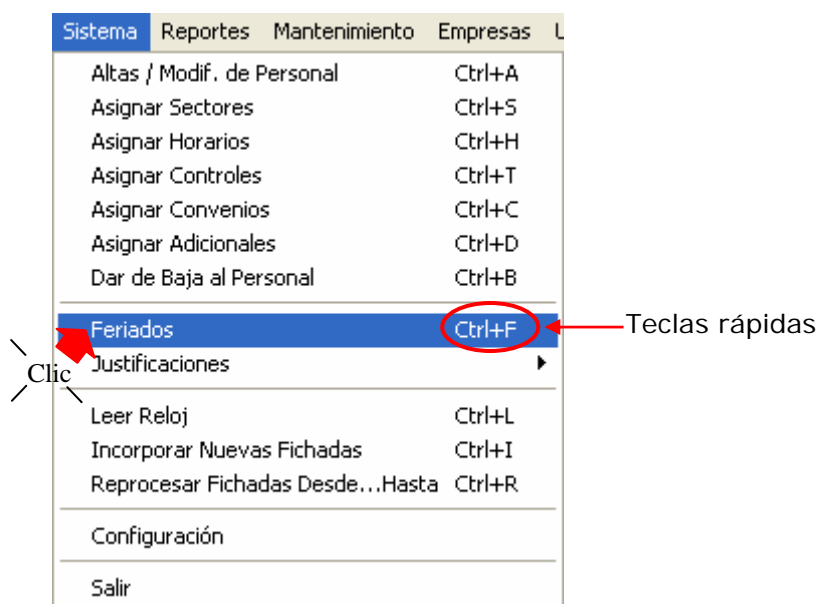 Sistema Reportes Mantenimiento Empresas
Altas / Modif. de Personal Ctrl+A
Asignar Sectores Ctrl+S
Asignar Horarios Ctrl+H
Asignar Controles Ctrl+T
Asignar Convenios Ctrl+C
Asignar Adicionales Ctrl+D
Dar de Baja al Personal Ctrl+B
Feriados Ctrl+F Teclas rápidas
Clic Justificaciones
Leer Reloj Ctrl+L
Incorporar Nuevas Fichadas Ctrl+I
Reprocesar Fichadas Desde...Hasta Ctrl+R
Configuración
Salir